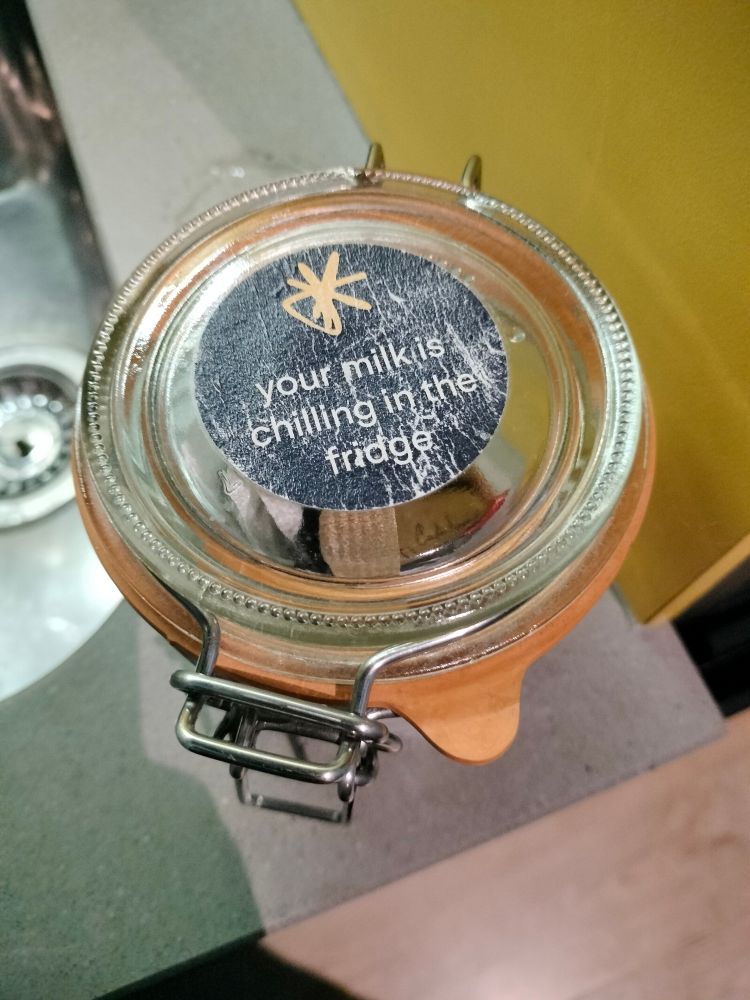 your milk is
chilling in the
fridge